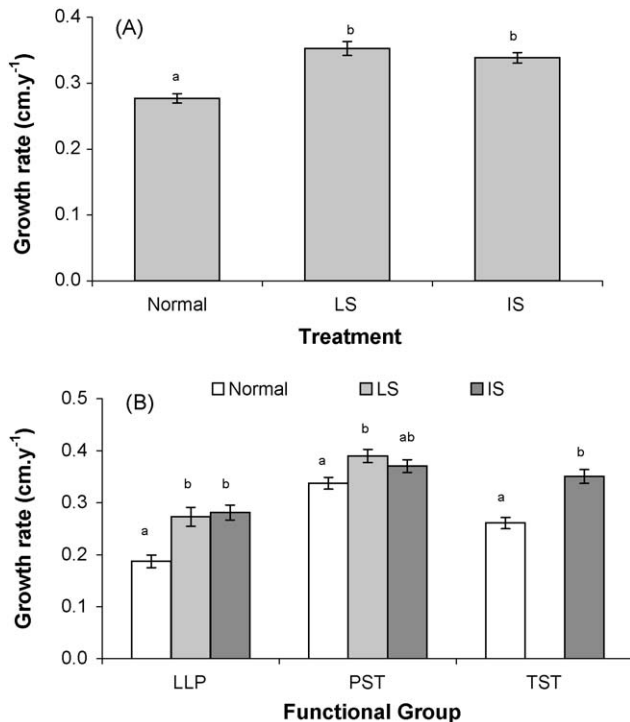 (A)
0.4
0.3
0.2
0.1
0.0
Growth rate (cm.y⁻¹)
a
b
b
Normal LS IS
Treatment
(B)
Normal LS IS
0.5
0.4
0.3
0.2
0.1
0.0
Growth rate (cm.y⁻¹)
a b b a b ab a b
LLP PST TST
Functional Group